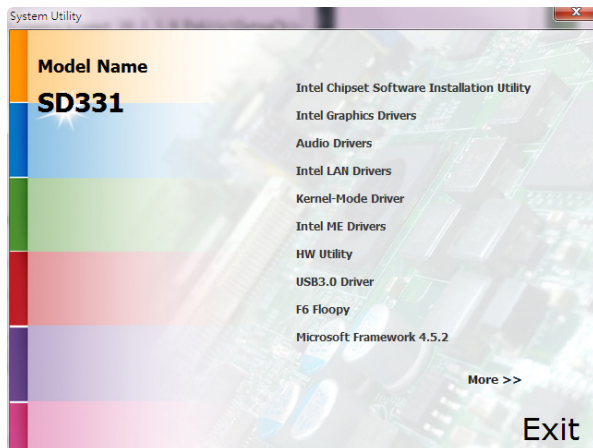 System Utility
Model Name
SD331
Intel Chipset Software Installation Utility
Intel Graphics Drivers
Audio Drivers
Intel LAN Drivers
Kernel-Mode Driver
Intel ME Drivers
HW Utility
USB3.0 Driver
F6 Floopy
Microsoft Framework 4.5.2
More >>
Exit